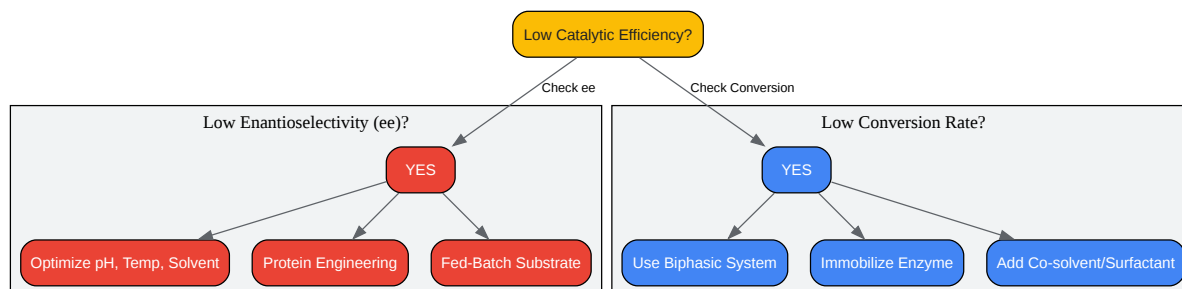 Low Catalytic Efficiency?
Check ee
Check Conversion
Low Enantioselectivity (ee)?
Low Conversion Rate?
YES
YES
Optimize pH, Temp, Solvent
Protein Engineering
Fed-Batch Substrate
Use Biphasic System
Immobilize Enzyme
Add Co-solvent/Surfactant